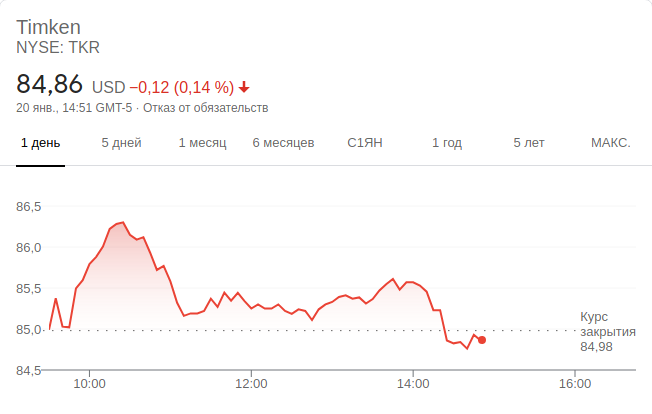 Timken
NYSE: TKR
84,86 USD −0,12 (0,14 %)
20 янв., 14:51 GMT-5 · Отказ от обязательств
1 день 5 дней 1 месяц 6 месяцев С1ЯН 1 год 5 лет МАКС.
86,5
86,0
85,5
85,0
84,5
Курс
закрытия
84,98
10:00 12:00 14:00 16:00